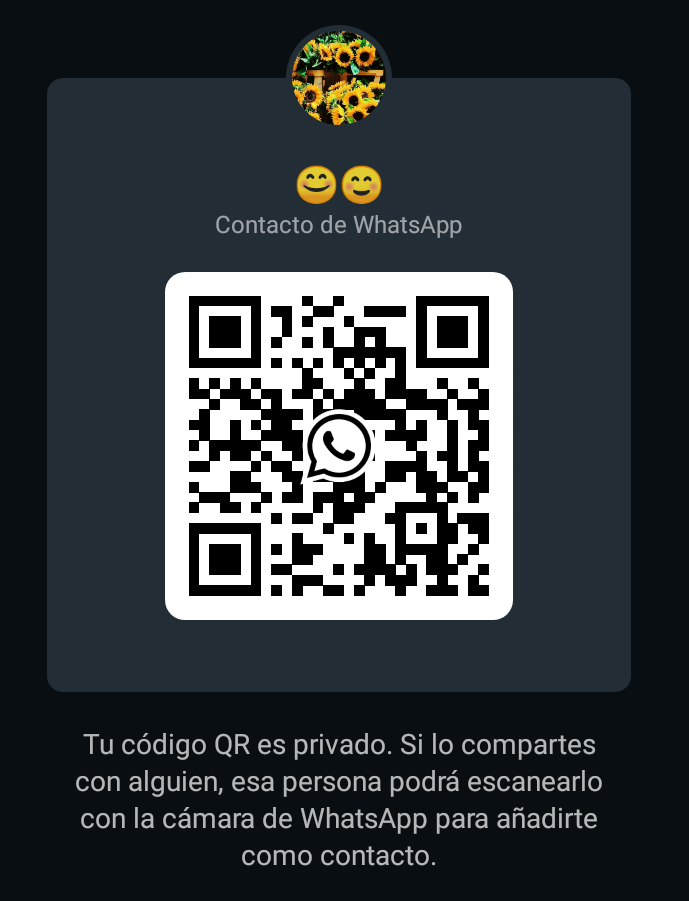 😄😊
Contacto de WhatsApp
Tu código QR es privado. Si lo compartes
con alguien, esa persona podrá escanearlo
con la cámara de WhatsApp para añadirte
como contacto.